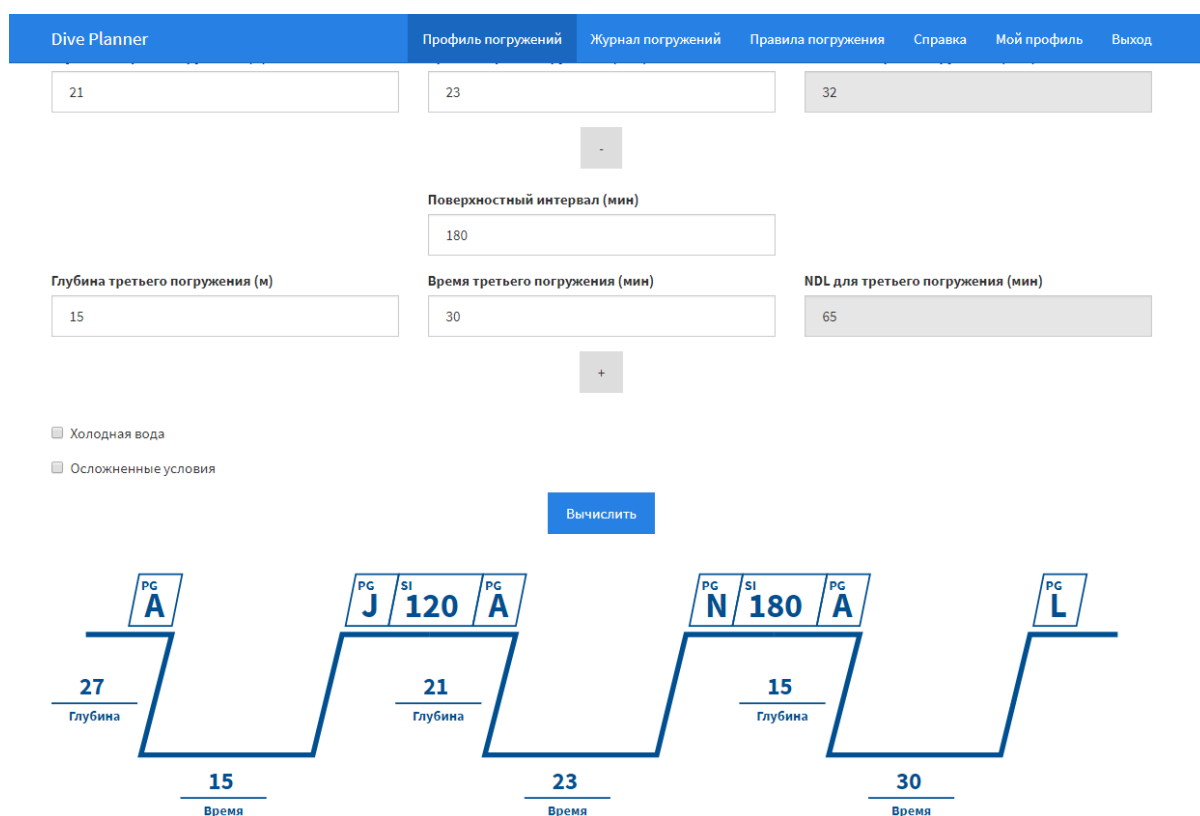 Dive Planner Профиль погружений Журнал погружений Правила погружения Справка Мой профиль Выход
21 23 32
-
Поверхностный интервал (мин)
180
Глубина третьего погружения (м) Время третьего погружения (мин) NDL для третьего погружения (мин)
15 30 65
+
Холодная вода
Осложненные условия
Вычислить
PG PG SI PG PG SI PG PG
A J 120 A N 180 A L
27 21 15
Глубина Глубина Глубина
15 23 30
Время Время Время